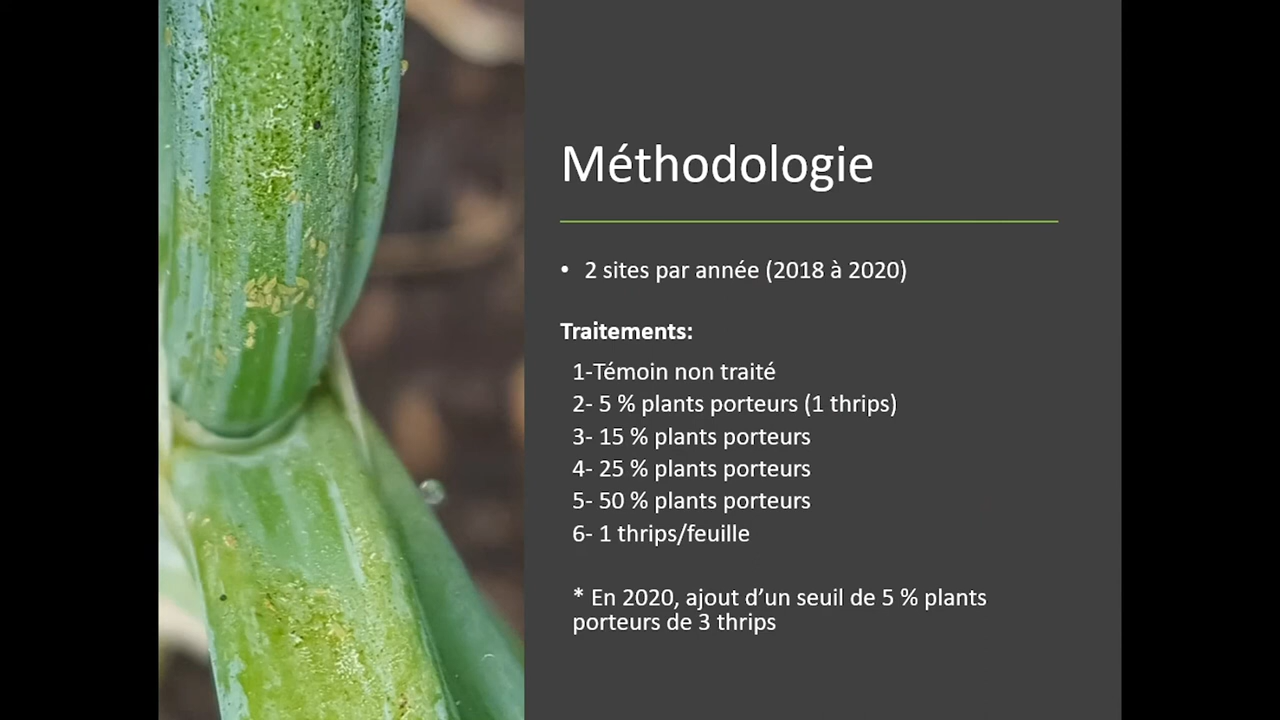 Méthodologie
• 2 sites par année (2018 à 2020)
Traitements:
1-Témoin non traité
2- 5 % plants porteurs (1 thrips)
3- 15 % plants porteurs
4- 25 % plants porteurs
5- 50 % plants porteurs
6- 1 thrips/feuille
* En 2020, ajout d’un seuil de 5 % plants
porteurs de 3 thrips